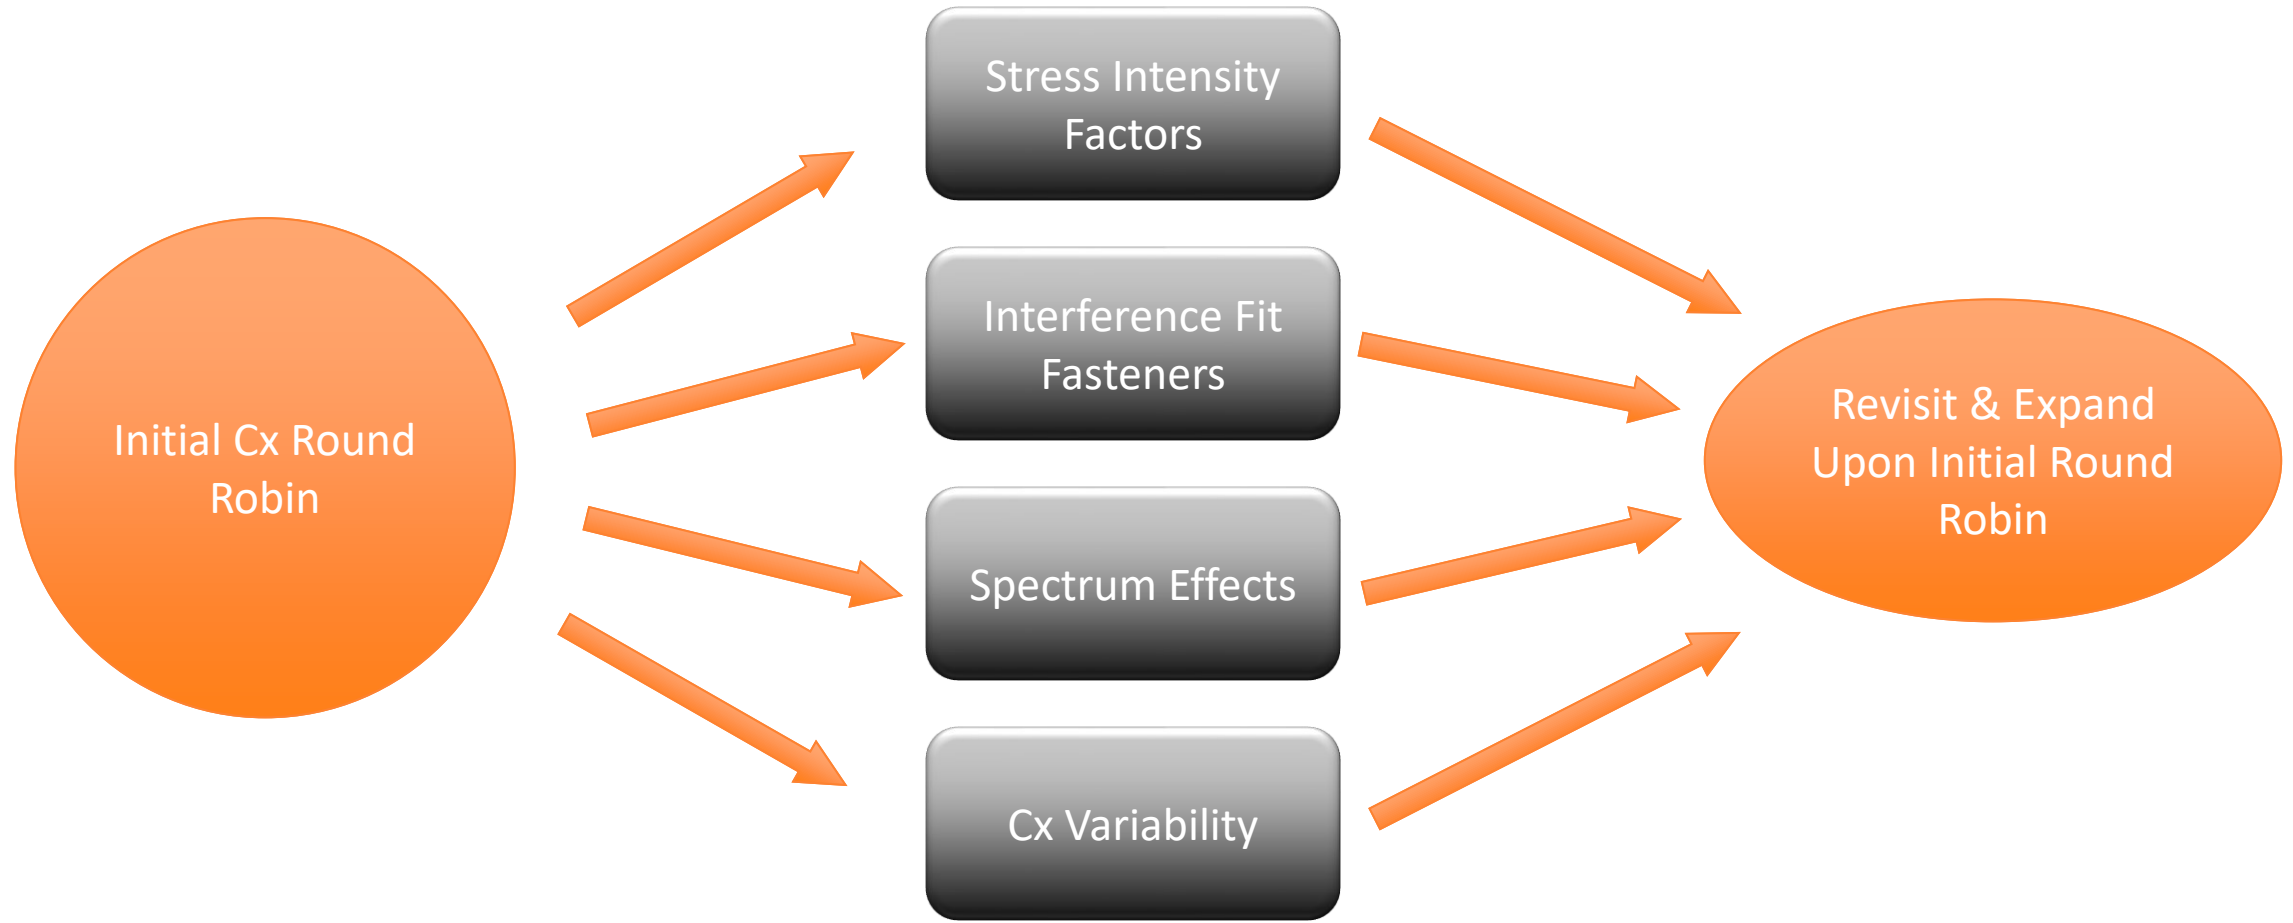 Initial Cx Round
Robin
Stress Intensity
Factors
Interference Fit
Fasteners
Spectrum Effects
Cx Variability
Revisit & Expand
Upon Initial Round
Robin